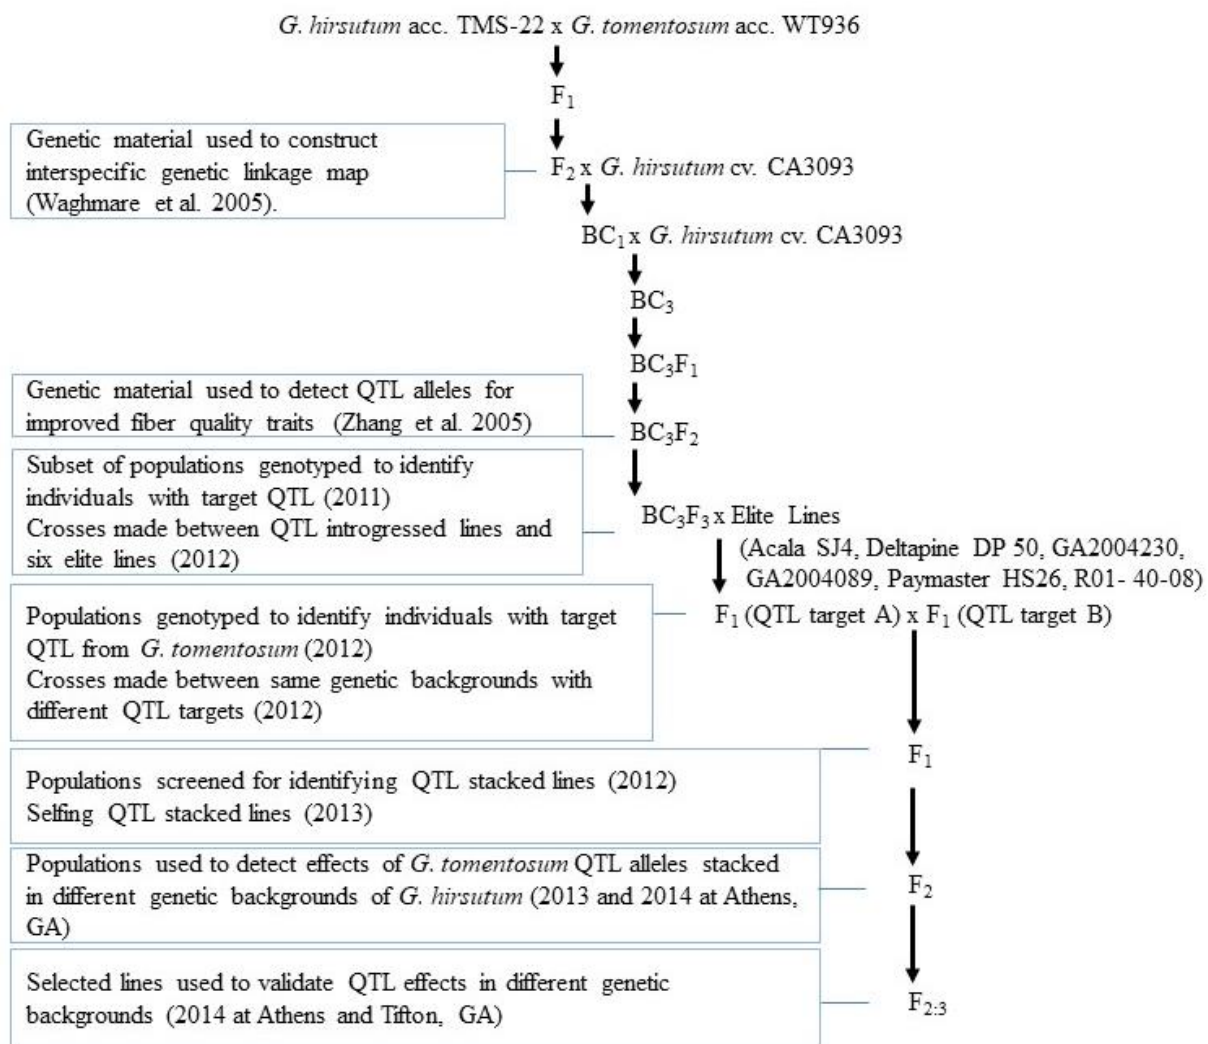 G. hirsutum acc. TMS-22 x G. tomentosum acc. WT936
F₁
Genetic material used to construct
interspecific genetic linkage map
(Waghmare et al. 2005).
F₂ x G. hirsutum cv. CA3093
BC₁ x G. hirsutum cv. CA3093
BC₃
BC₃F₁
Genetic material used to detect QTL alleles for
improved fiber quality traits (Zhang et al. 2005)
BC₃F₂
Subset of populations genotyped to identify
individuals with target QTL (2011)
Crosses made between QTL introgressed lines and
six elite lines (2012)
BC₃F₃ x Elite Lines
(Acala SJ4, Deltapine DP 50, GA2004230,
GA2004089, Paymaster HS26, R01- 40-08)
Populations genotyped to identify individuals with target
QTL from G. tomentosum (2012)
Crosses made between same genetic backgrounds with
different QTL targets (2012)
F₁ (QTL target A) x F₁ (QTL target B)
Populations screened for identifying QTL stacked lines (2012)
Selfing QTL stacked lines (2013)
F₁
Populations used to detect effects of G. tomentosum QTL alleles stacked
in different genetic backgrounds of G. hirsutum (2013 and 2014 at Athens,
GA)
F₂
Selected lines used to validate QTL effects in different genetic
backgrounds (2014 at Athens and Tifton, GA)
F₂:₃